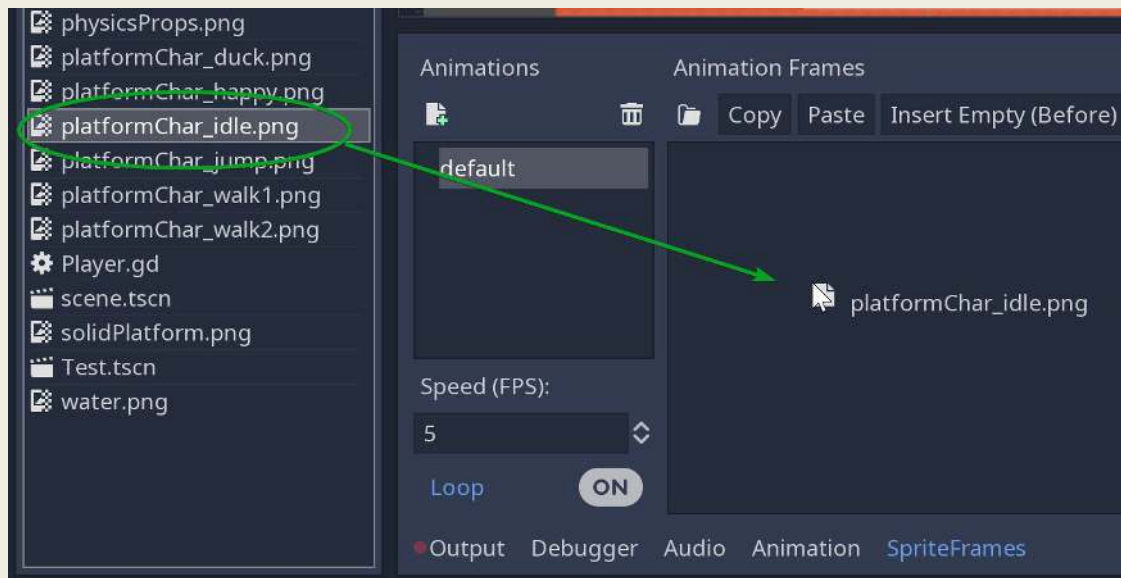 physicsProps.png
platformChar_duck.png
platformChar_happy.png
platformChar_idle.png
platformChar_jump.png
platformChar_walk1.png
platformChar_walk2.png
Player.gd
scene.tscn
solidPlatform.png
Test.tscn
water.png
Animations
default
Speed (FPS):
5
Loop
ON
Animation Frames
Copy Paste Insert Empty (Before)
platformChar_idle.png
Output Debugger Audio Animation SpriteFrames